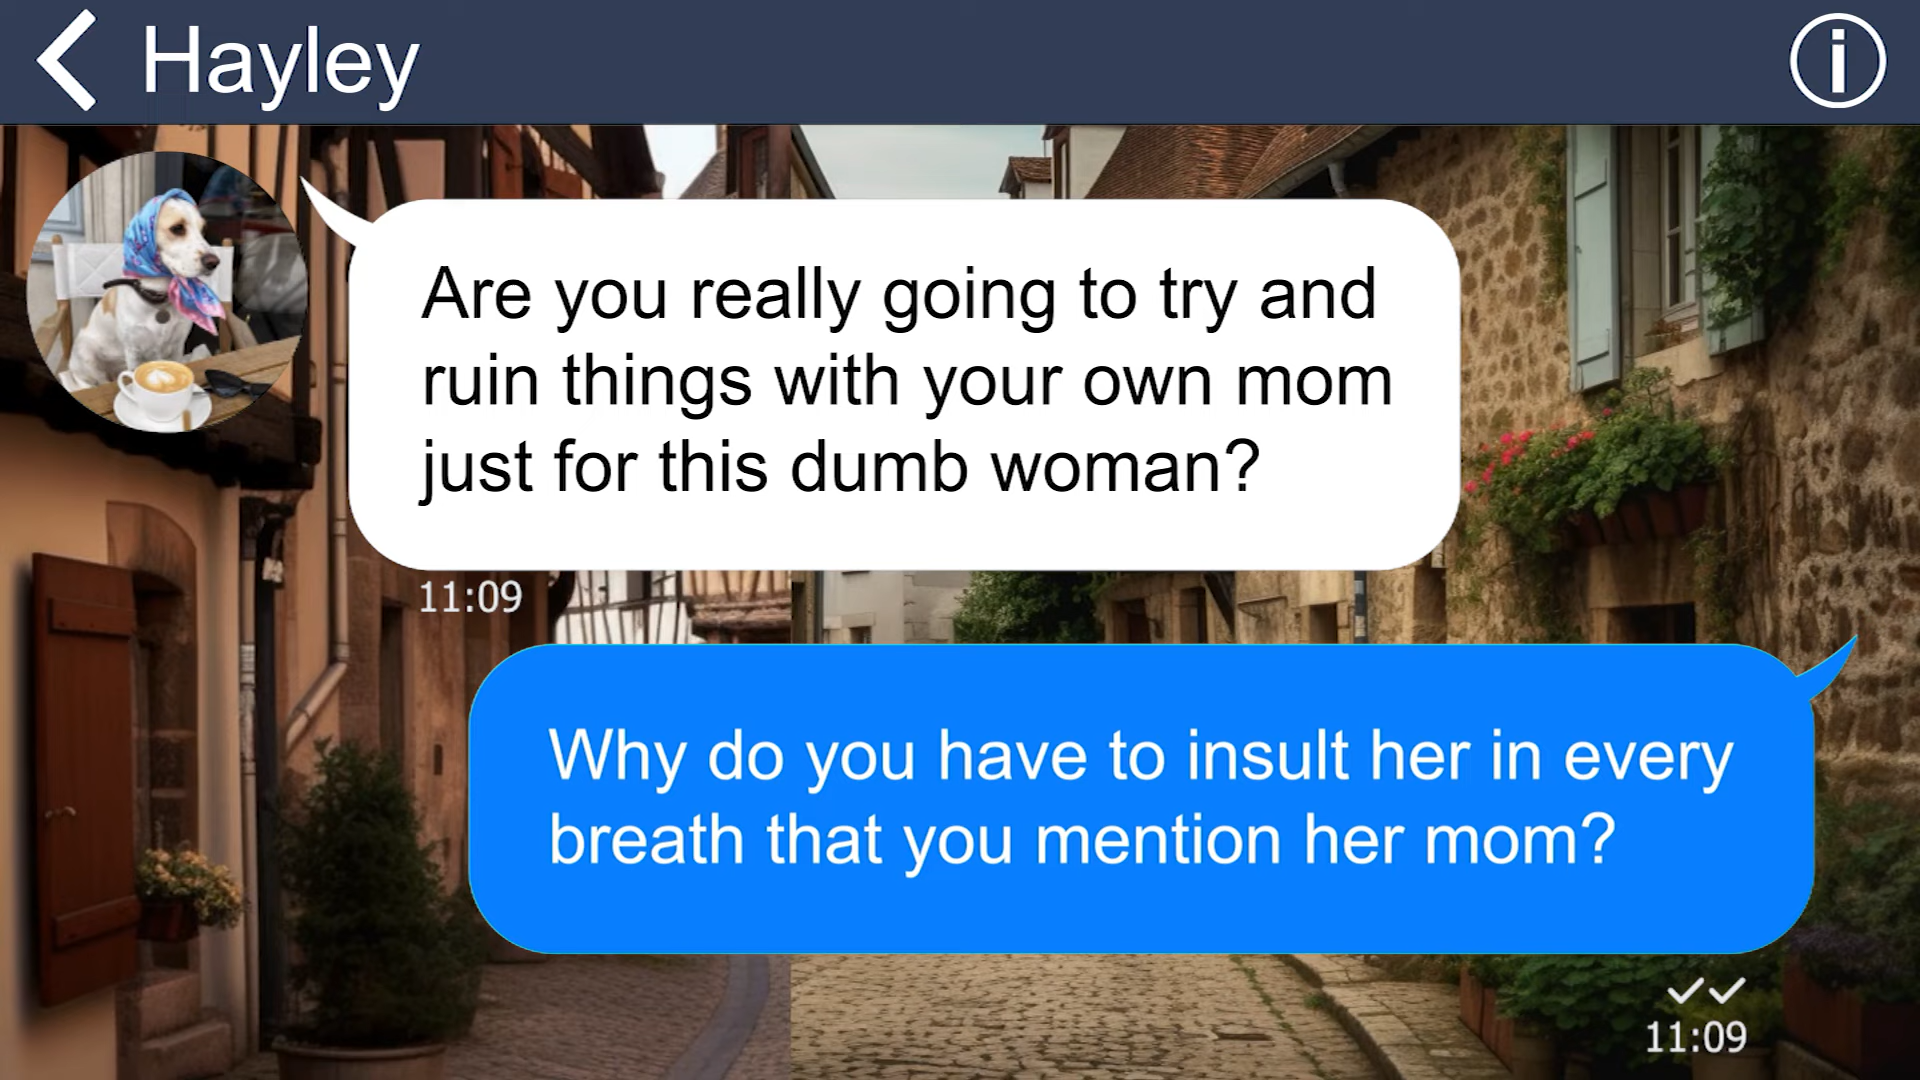 Hayley
Are you really going to try and
ruin things with your own mom
just for this dumb woman?
11:09
Why do you have to insult her in every
breath that you mention her mom?
11:09